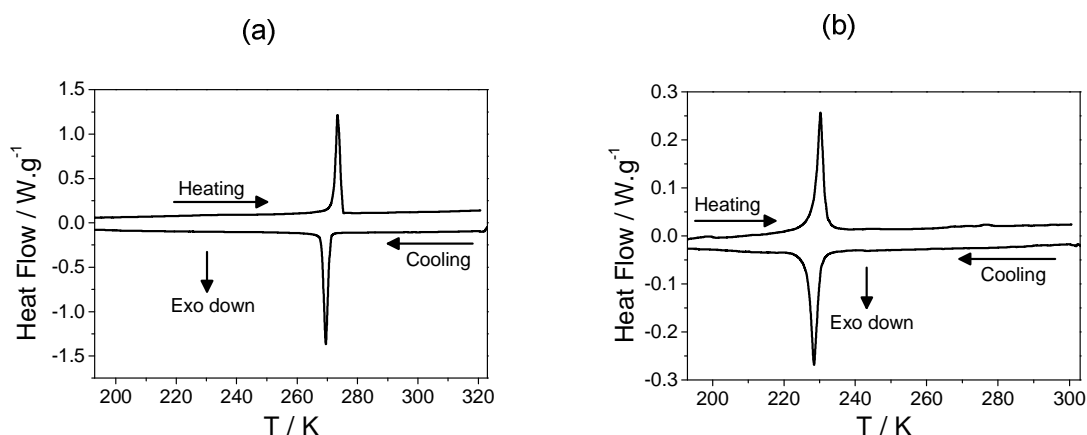 (a)
Heat Flow / W.g⁻¹
1.5
1.0
0.5
0.0
-0.5
-1.0
-1.5
Heating
Cooling
Exo down
200 220 240 260 280 300 320
T / K
(b)
Heat Flow / W.g⁻¹
0.3
0.2
0.1
0.0
-0.1
-0.2
-0.3
Heating
Cooling
Exo down
200 220 240 260 280 300
T / K